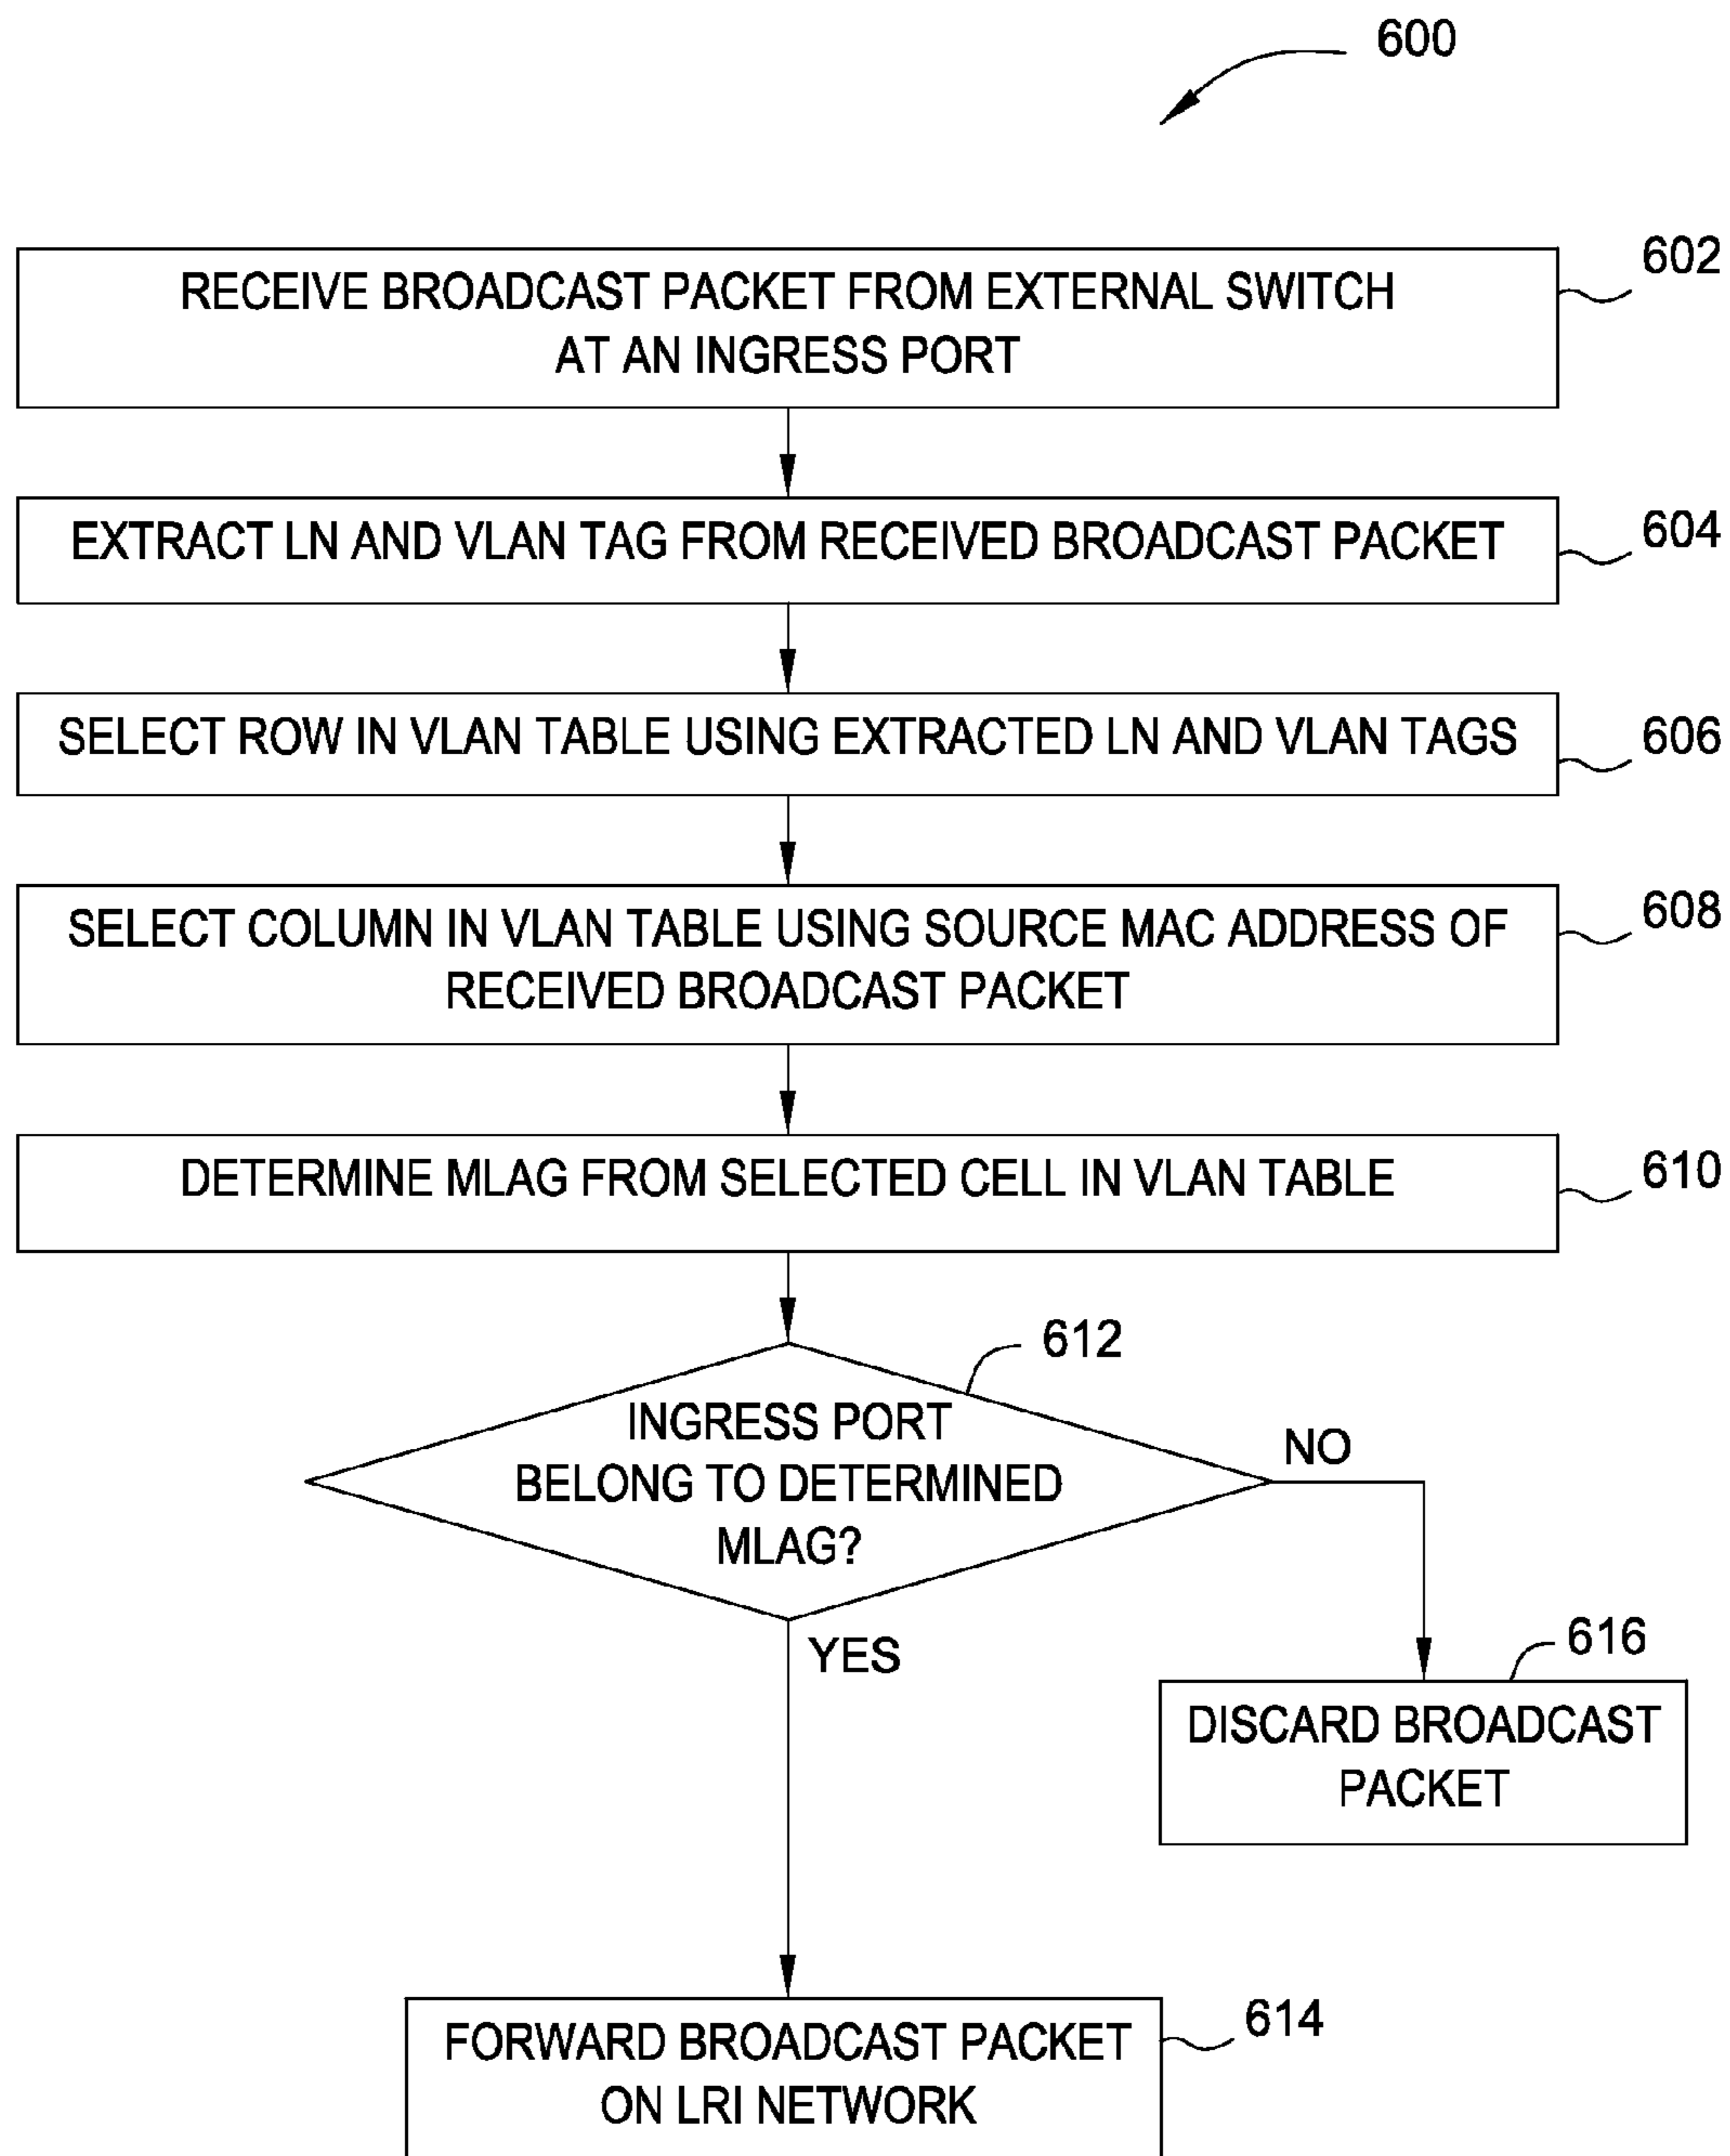 600
RECEIVE BROADCAST PACKET FROM EXTERNAL SWITCH
AT AN INGRESS PORT
602
EXTRACT LN AND VLAN TAG FROM RECEIVED BROADCAST PACKET
604
SELECT ROW IN VLAN TABLE USING EXTRACTED LN AND VLAN TAGS
606
SELECT COLUMN IN VLAN TABLE USING SOURCE MAC ADDRESS OF
RECEIVED BROADCAST PACKET
608
DETERMINE MLAG FROM SELECTED CELL IN VLAN TABLE
610
612
INGRESS PORT
BELONG TO DETERMINED
MLAG?
NO
YES
616
DISCARD BROADCAST
PACKET
FORWARD BROADCAST PACKET
ON LRI NETWORK
614